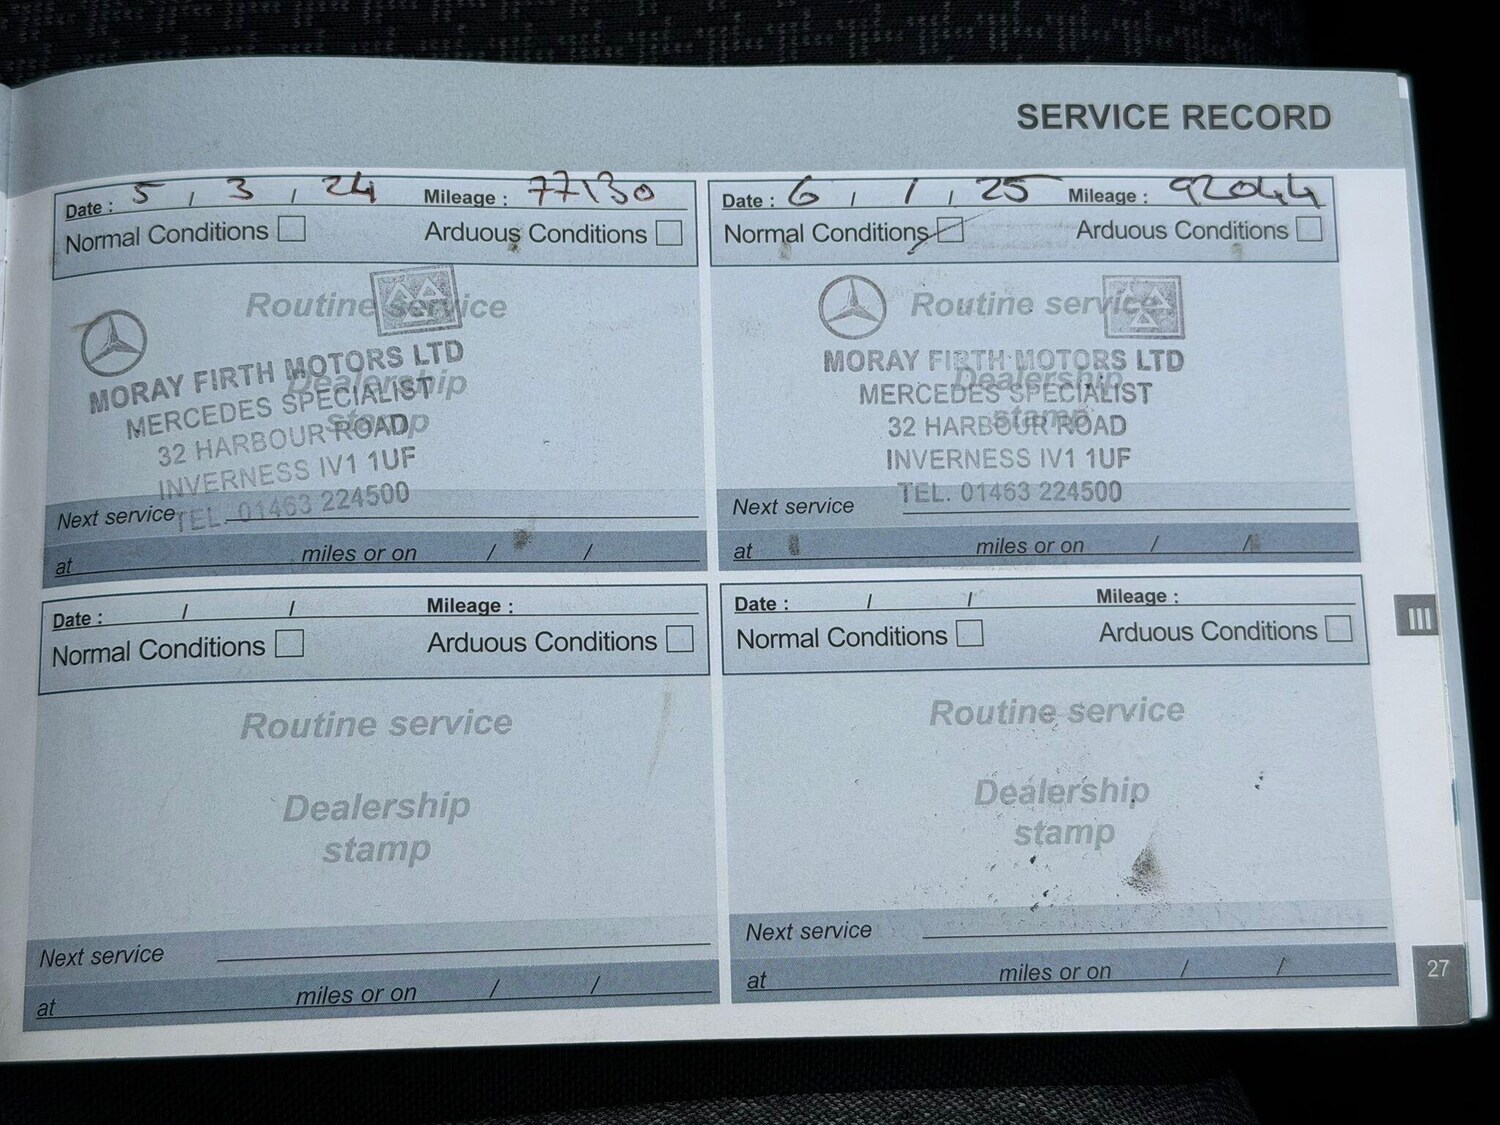 SERVICE RECORD
Date : 5 / 3 / 24 Mileage : 77130
Normal Conditions Arduous Conditions
Routine service
MORAY FIRTH MOTORS LTD
Dealership
MERCEDES SPECIALIST
stamp
32 HARBOUR ROAD
INVERNESS IV1 1UF
TEL. 01463 224500
Next service
at miles or on / /
Date : 6 / 1 / 25 Mileage : 92044
Normal Conditions Arduous Conditions
Routine service
MORAY FIRTH MOTORS LTD
Dealership
MERCEDES SPECIALIST
stamp
32 HARBOUR ROAD
INVERNESS IV1 1UF
TEL. 01463 224500
Next service
at miles or on / /
Date : / / Mileage :
Normal Conditions Arduous Conditions
Routine service
Dealership
stamp
Next service
at miles or on / /
Date : / / Mileage :
Normal Conditions Arduous Conditions
Routine service
Dealership
stamp
Next service
at miles or on / /
III
27